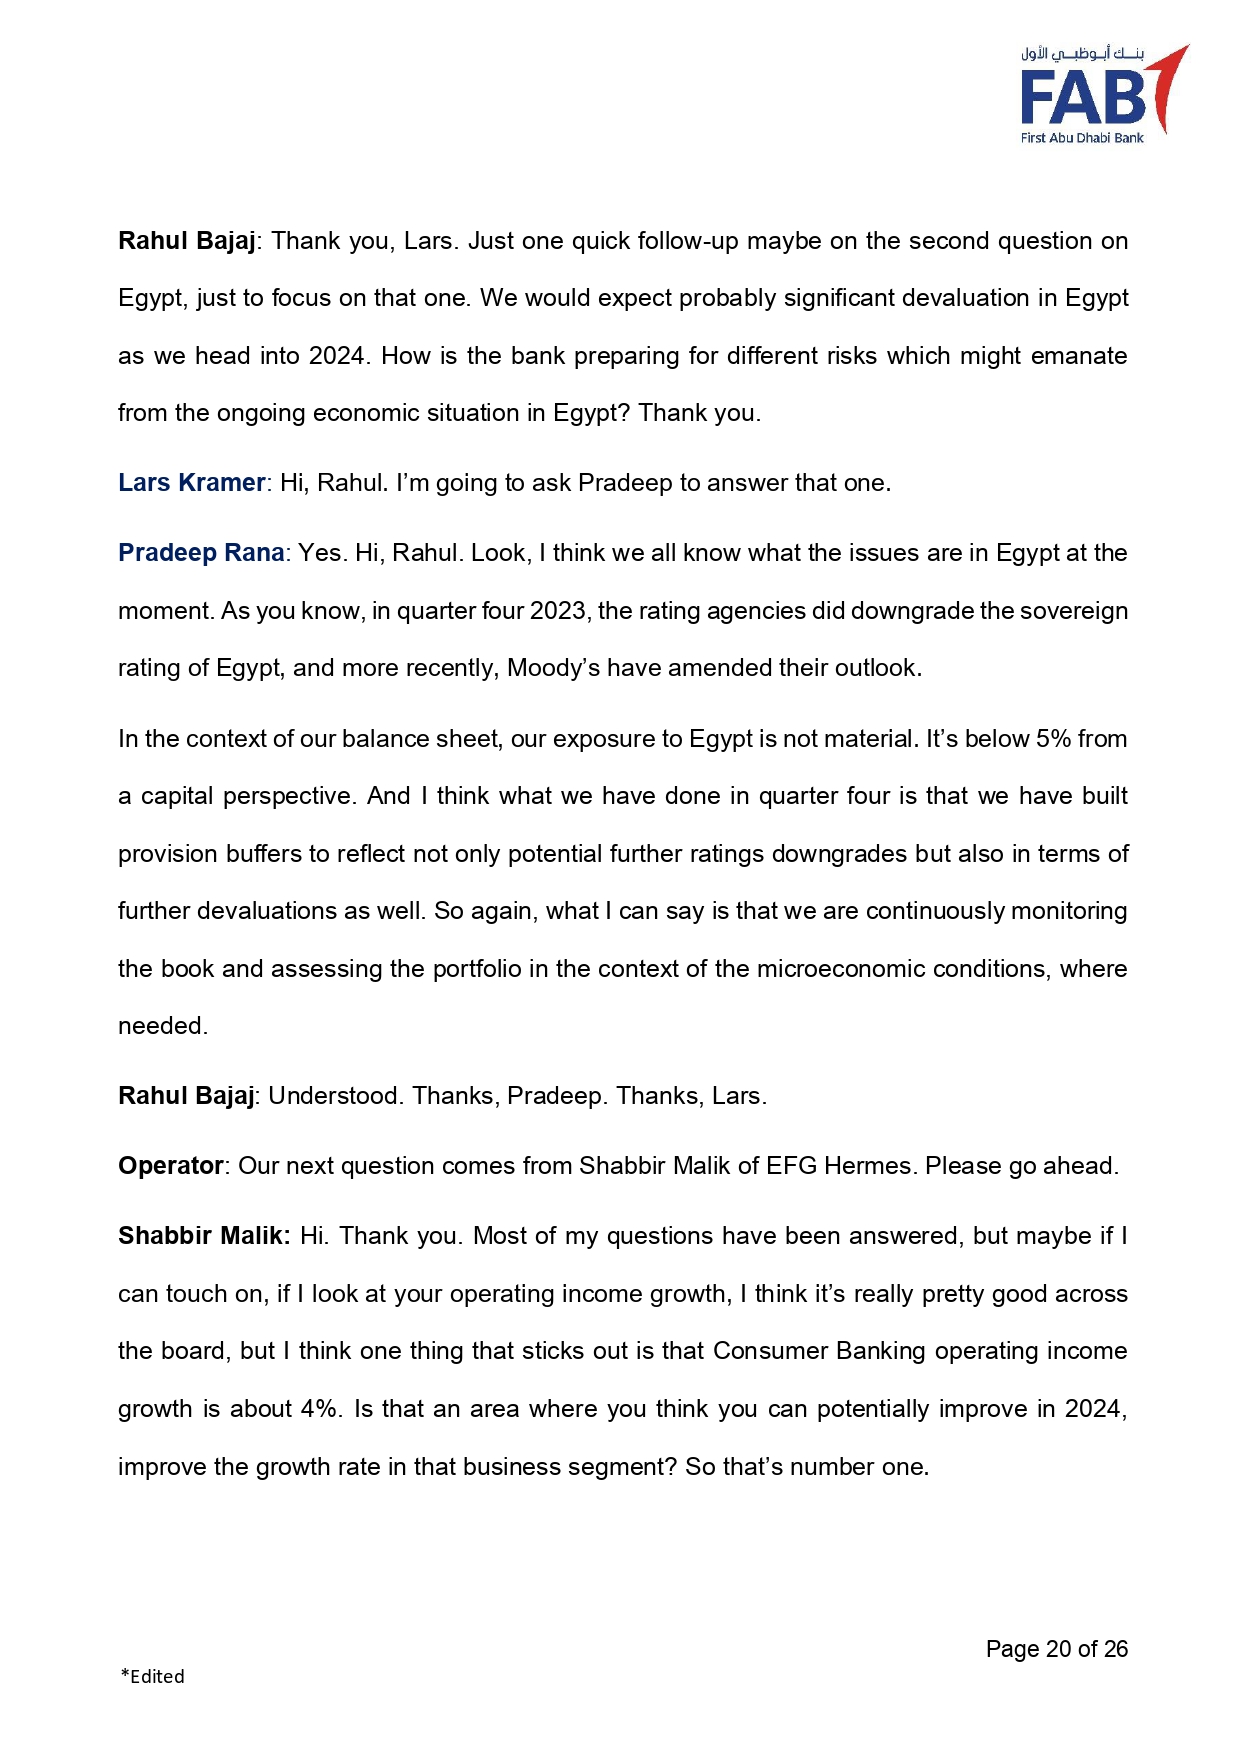 بنك أبوظبي الأول
FAB
First Abu Dhabi Bank
Rahul Bajaj: Thank you, Lars. Just one quick follow-up maybe on the second question on
Egypt, just to focus on that one. We would expect probably significant devaluation in Egypt
as we head into 2024. How is the bank preparing for different risks which might emanate
from the ongoing economic situation in Egypt? Thank you.
Lars Kramer: Hi, Rahul. I’m going to ask Pradeep to answer that one.
Pradeep Rana: Yes. Hi, Rahul. Look, I think we all know what the issues are in Egypt at the
moment. As you know, in quarter four 2023, the rating agencies did downgrade the sovereign
rating of Egypt, and more recently, Moody’s have amended their outlook.
In the context of our balance sheet, our exposure to Egypt is not material. It’s below 5% from
a capital perspective. And I think what we have done in quarter four is that we have built
provision buffers to reflect not only potential further ratings downgrades but also in terms of
further devaluations as well. So again, what I can say is that we are continuously monitoring
the book and assessing the portfolio in the context of the microeconomic conditions, where
needed.
Rahul Bajaj: Understood. Thanks, Pradeep. Thanks, Lars.
Operator: Our next question comes from Shabbir Malik of EFG Hermes. Please go ahead.
Shabbir Malik: Hi. Thank you. Most of my questions have been answered, but maybe if I
can touch on, if I look at your operating income growth, I think it’s really pretty good across
the board, but I think one thing that sticks out is that Consumer Banking operating income
growth is about 4%. Is that an area where you think you can potentially improve in 2024,
improve the growth rate in that business segment? So that’s number one.
Page 20 of 26
*Edited